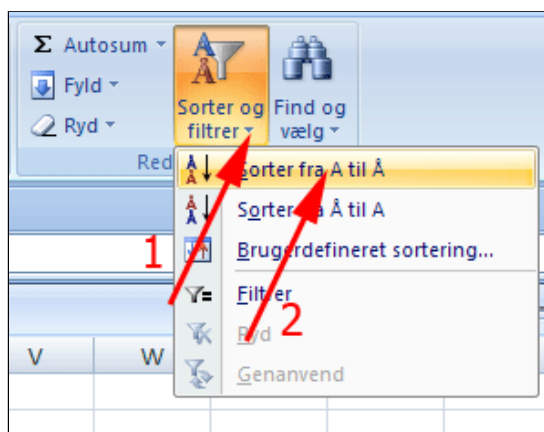 Σ Autosum
Fyld
Ryd
Sorter og
filtrer
Find og
vælg
Red
Sorter fra A til Å
Sorter fra Å til A
Brugerdefineret sortering...
Filtrer
Ryd
Genanvend
1
2
V
W